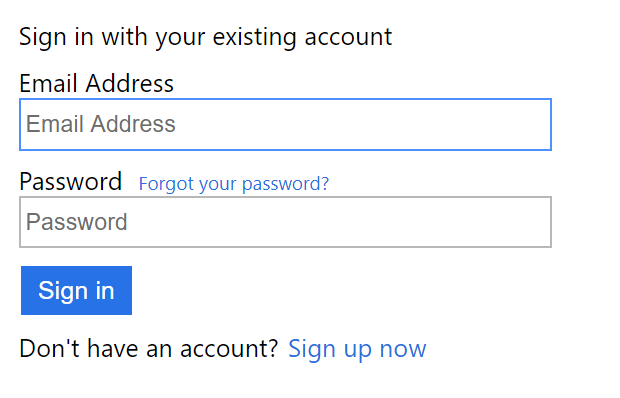 Sign in with your existing account
Email Address
Email Address
Password Forgot your password?
Password
Sign in
Don't have an account? Sign up now